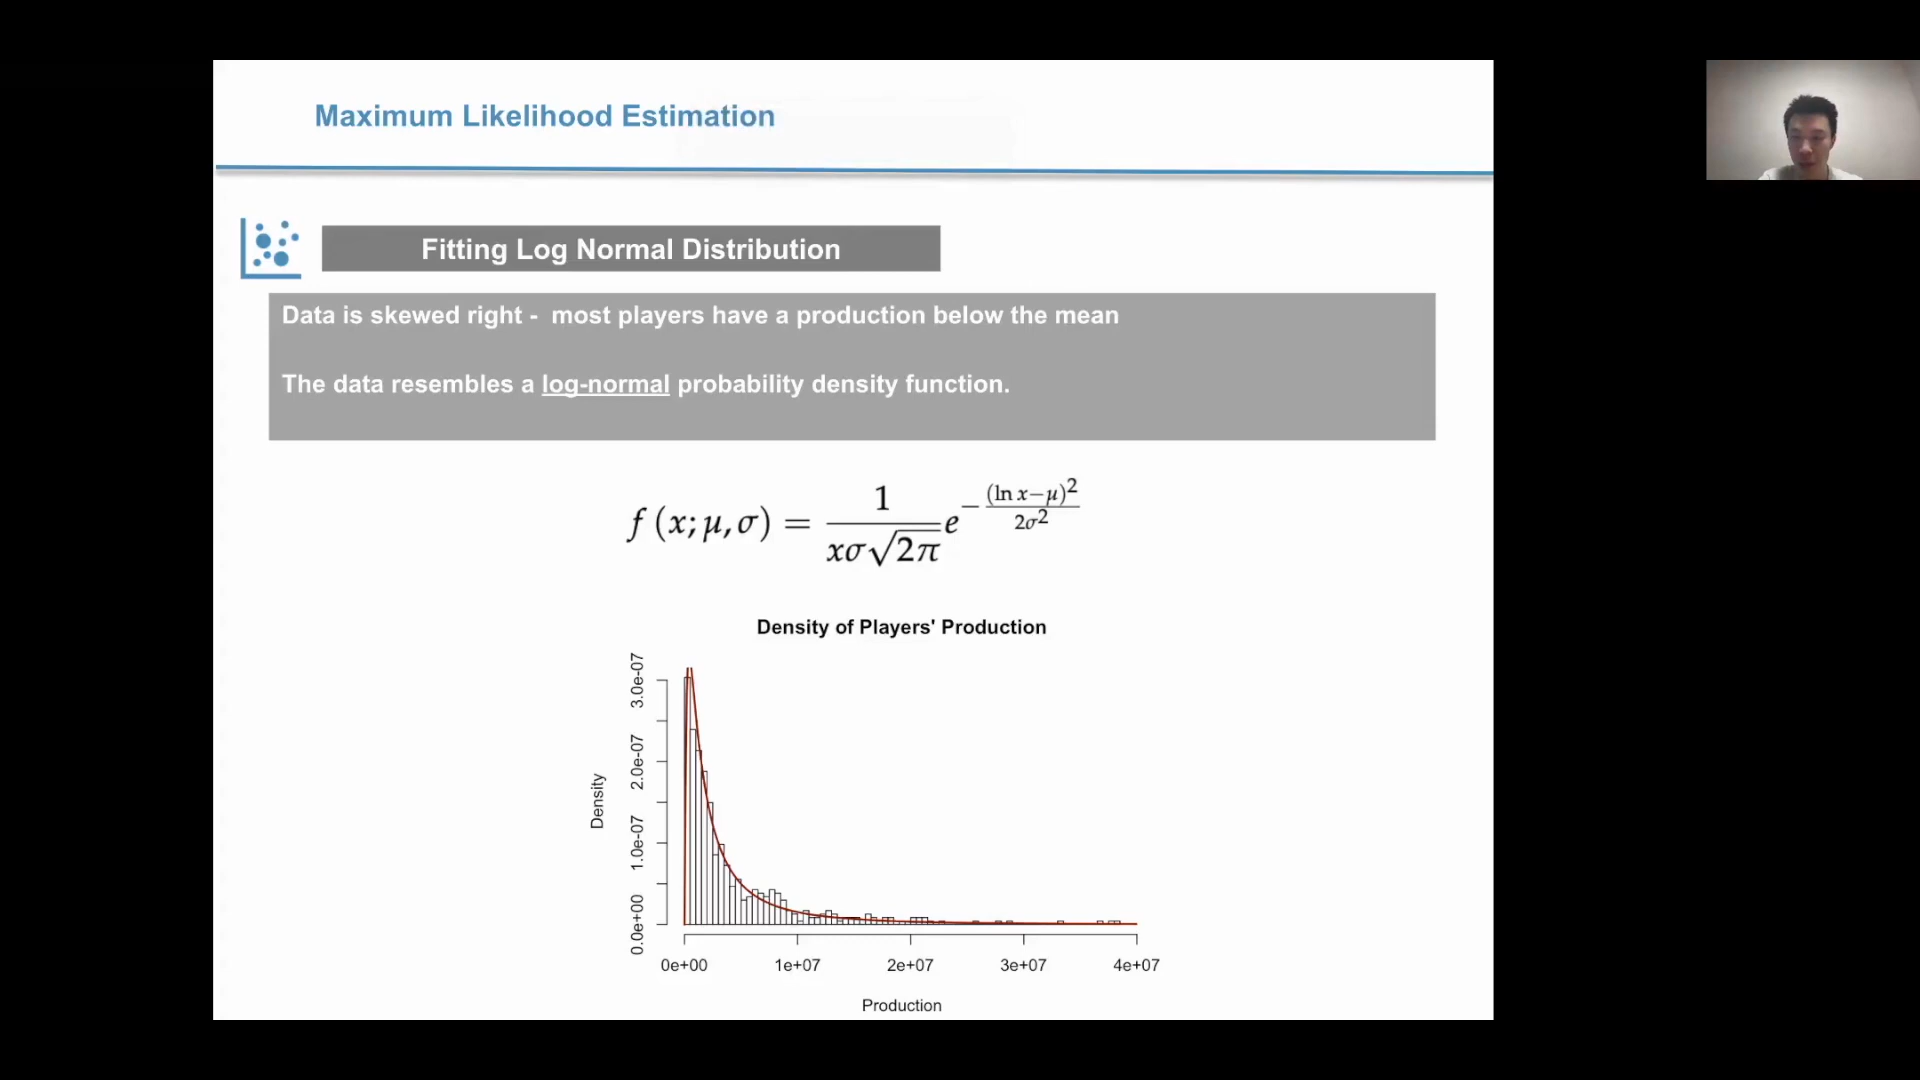 Maximum Likelihood Estimation
Fitting Log Normal Distribution
Data is skewed right -  most players have a production below the mean
The data resembles a log-normal probability density function.
f (x; μ, σ) = 1 / (xσ√2π) e^(−(ln x−μ)^2 / 2σ^2)
Density of Players' Production
3.0e-07
2.0e-07
1.0e-07
0.0e+00
Density
0e+00 1e+07 2e+07 3e+07 4e+07
Production